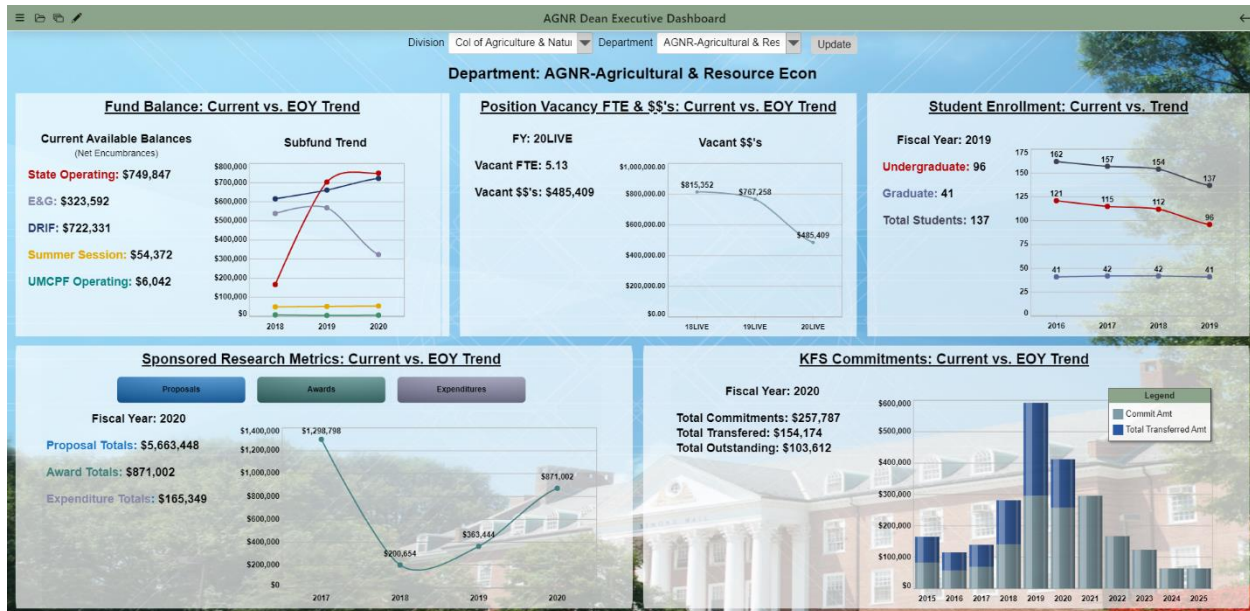 AGNR Dean Executive Dashboard
Division Col of Agriculture & Natur Department AGNR-Agricultural & Res Update
Department: AGNR-Agricultural & Resource Econ
Fund Balance: Current vs. EOY Trend
Current Available Balances
(Net Encumbrances)
State Operating: $749,847
E&G: $323,592
DRIF: $722,331
Summer Session: $54,372
UMCPF Operating: $6,042
Subfund Trend
$800,000
$700,000
$600,000
$500,000
$400,000
$300,000
$200,000
$100,000
$0
2018 2019 2020
Position Vacancy FTE & $$'s: Current vs. EOY Trend
FY: 20LIVE
Vacant FTE: 5.13
Vacant $$'s: $485,409
Vacant $$'s
$1,000,000.00
$800,000.00
$600,000.00
$400,000.00
$200,000.00
$0.00
$815,352
$767,258
$485,409
18LIVE 19LIVE 20LIVE
Student Enrollment: Current vs. Trend
Fiscal Year: 2019
Undergraduate: 96
Graduate: 41
Total Students: 137
175
150
125
100
75
50
25
0
162 157 154 137
121 115 112 96
41 42 42 41
2016 2017 2018 2019
Sponsored Research Metrics: Current vs. EOY Trend
Proposals Awards Expenditures
Fiscal Year: 2020
Proposal Totals: $5,663,448
Award Totals: $871,002
Expenditure Totals: $165,349
$1,400,000
$1,200,000
$1,000,000
$800,000
$600,000
$400,000
$200,000
$0
$1,298,798
$200,654
$363,444
$871,002
2017 2018 2019 2020
KFS Commitments: Current vs. EOY Trend
Fiscal Year: 2020
Total Commitments: $257,787
Total Transfered: $154,174
Total Outstanding: $103,612
$600,000
$500,000
$400,000
$300,000
$200,000
$100,000
$0
Legend
Commit Amt
Total Transferred Amt
2015 2016 2017 2018 2019 2020 2021 2022 2023 2024 2025